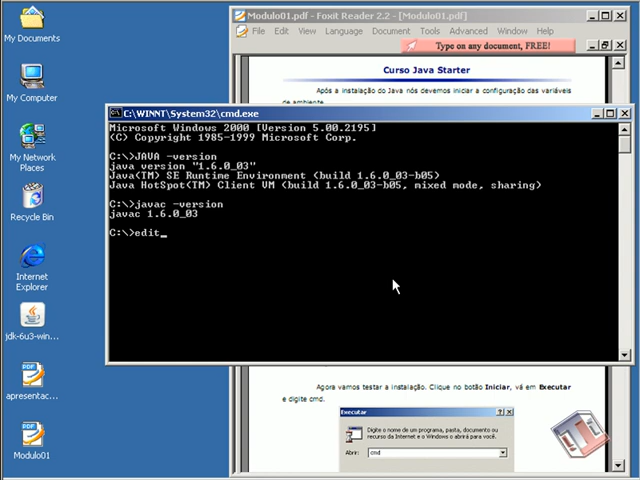 My Documents
My Computer
My Network
Places
Recycle Bin
Internet
Explorer
jdk-6u3-win...
apresentac...
Modulo01
Modulo01.pdf - Foxit Reader 2.2 - [Modulo01.pdf]
File Edit View Language Document Tools Advanced Window Help
Type on any document, FREE!
Curso Java Starter
Após a instalação do Java nós devemos iniciar a configuração das variáveis
de ambiente
C:\WINNT\System32\cmd.exe
Microsoft Windows 2000 [Version 5.00.2195]
(C) Copyright 1985-1999 Microsoft Corp.
C:\>JAVA -version
java version "1.6.0_03"
Java(TM) SE Runtime Environment (build 1.6.0_03-b05)
Java HotSpot(TM) Client VM (build 1.6.0_03-b05, mixed mode, sharing)
C:\>javac -version
javac 1.6.0_03
C:\>edit_
Agora vamos testar a instalação. Clique no botão Iniciar, vá em Executar
e digite cmd.
Executar
Digite o nome de um programa, pasta, documento ou
recurso da Internet e o Windows o abrirá para você.
Abrir: cmd